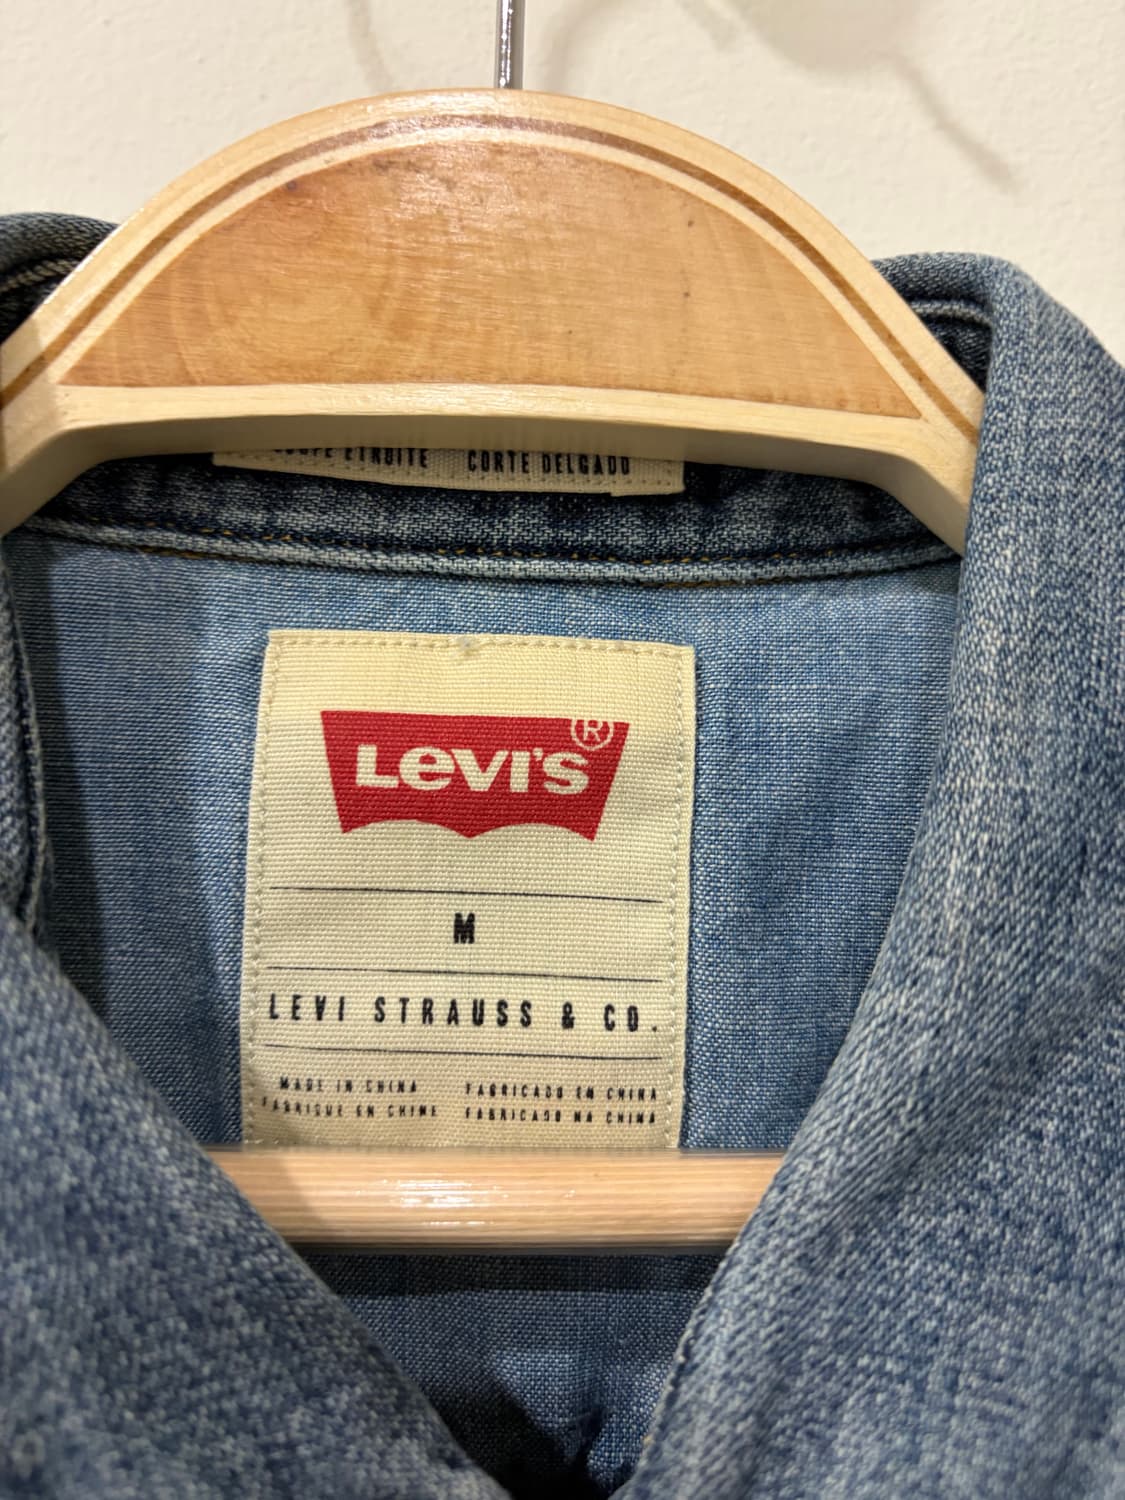 COUPE ETROITE CORTE DELGADO
LEVI'S®
M
LEVI STRAUSS & CO.
MADE IN CHINA FABRICADO EN CHINA
FABRIQUE EN CHINE FABRICADO NA CHINA